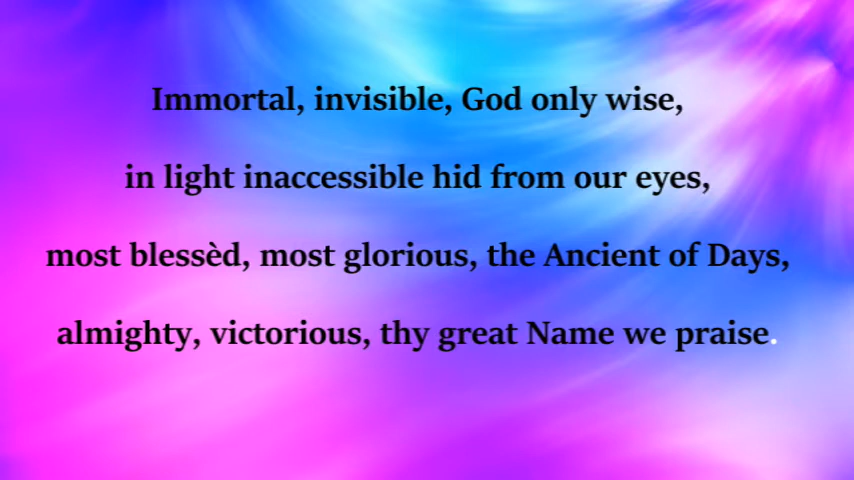 Immortal, invisible, God only wise,
in light inaccessible hid from our eyes,
most blessèd, most glorious, the Ancient of Days,
almighty, victorious, thy great Name we praise.